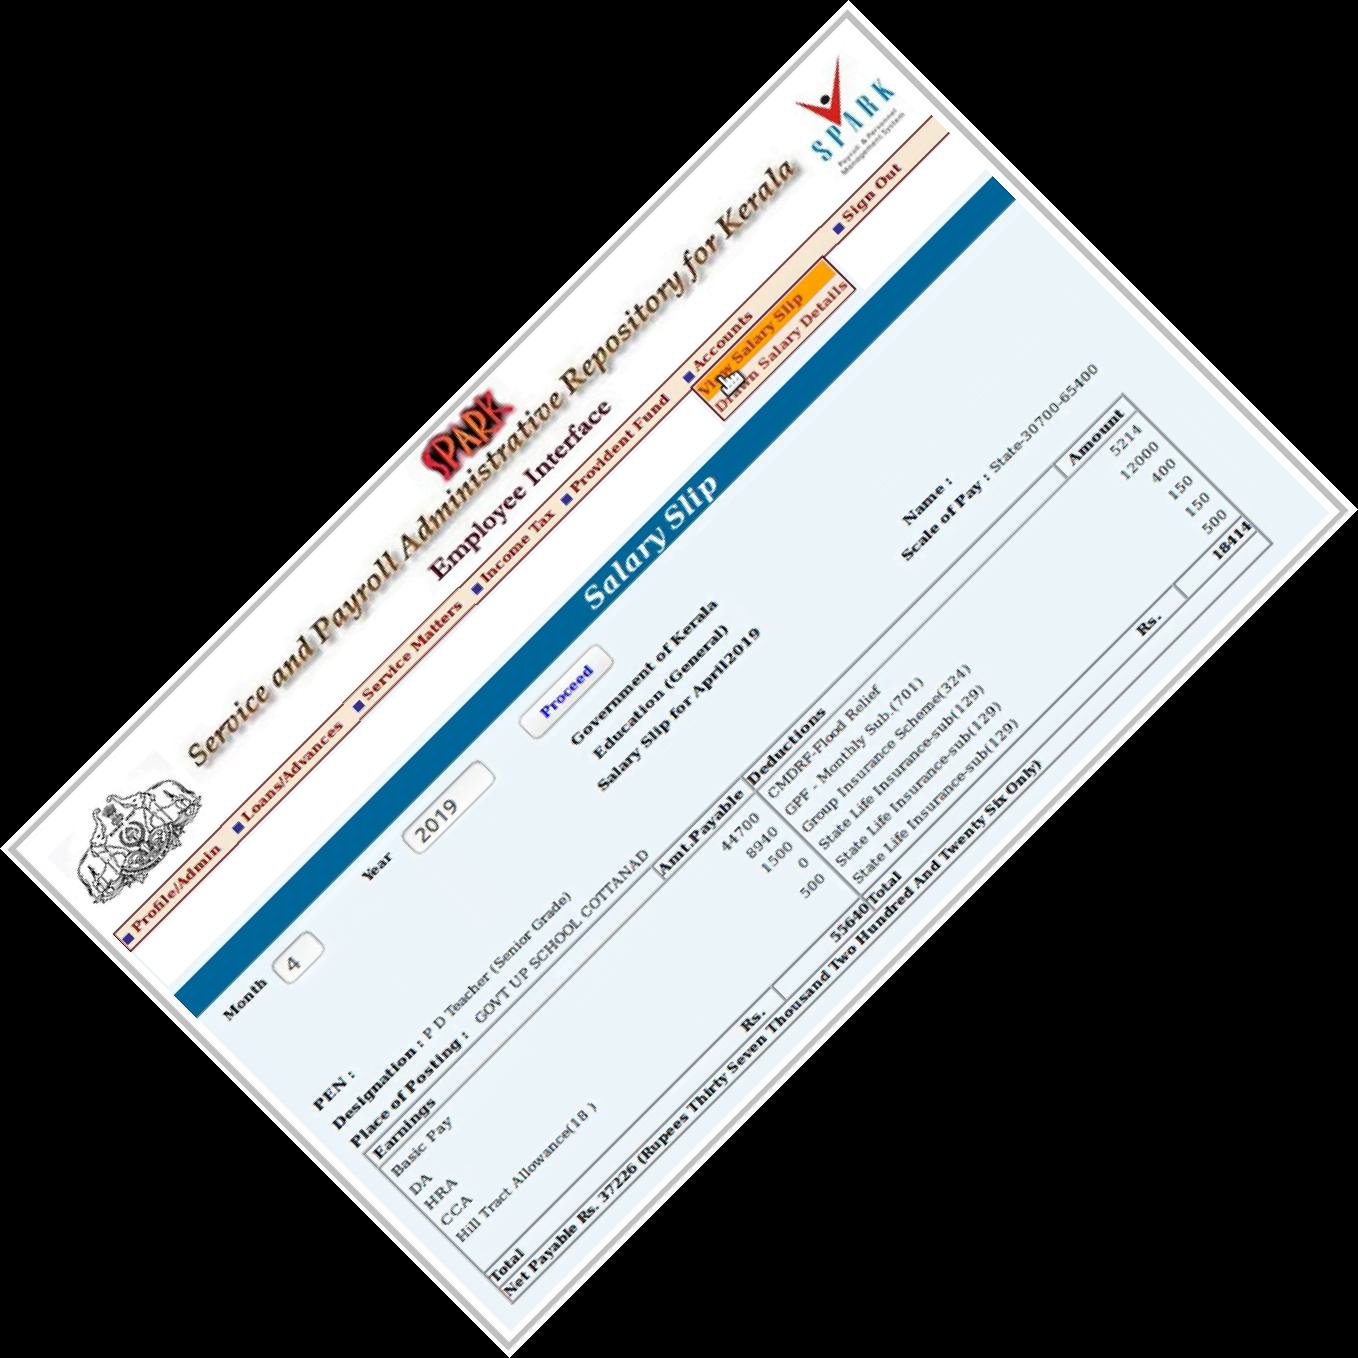 SPARK
Service and Payroll Administrative Repository for Kerala
Employee Interface
SPARK
Payroll & Personnel
Management System
Profile/Admin Loans/Advances Service Matters Income Tax Provident Fund Accounts Sign Out
View Salary Slip
Drawn Salary Details
Salary Slip
Month 4 Year 2019 Proceed
Government of Kerala
Education (General)
Salary Slip for April2019
PEN : Name :
Designation : P D Teacher (Senior Grade) Scale of Pay : State-30700-65400
Place of Posting : GOVT UP SCHOOL COTTANAD
Earnings Amt.Payable Deductions Amount
Basic Pay 44700 CMDRF-Flood Relief 5214
DA 8940 GPF - Monthly Sub.(701) 12000
HRA 1500 Group Insurance Scheme(324) 400
CCA 0 State Life Insurance-sub(129) 150
Hill Tract Allowance(18 ) 500 State Life Insurance-sub(129) 150
State Life Insurance-sub(129) 500
Total Rs. 55640 Total Rs. 18414
Net Payable Rs. 37226 (Rupees Thirty Seven Thousand Two Hundred And Twenty Six Only)